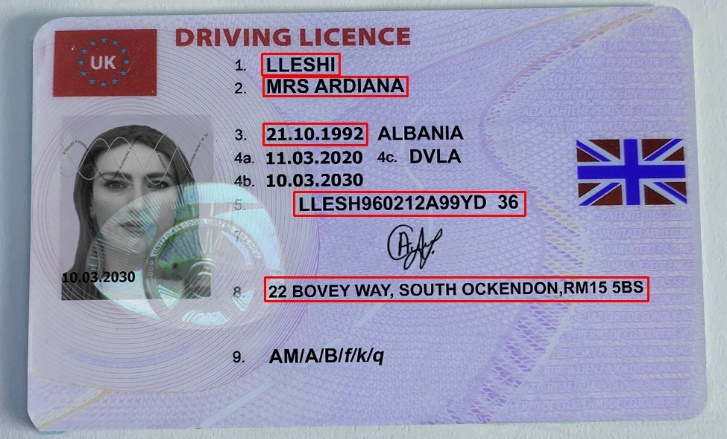 DRIVING LICENCE
UK
1. LLESHI
2. MRS ARDIANA
3. 21.10.1992 ALBANIA
4a. 11.03.2020 4c. DVLA
4b. 10.03.2030
5. LLESH960212A99YD 36
10.03.2030
8. 22 BOVEY WAY, SOUTH OCKENDON,RM15 5BS
9. AM/A/B/f/k/q